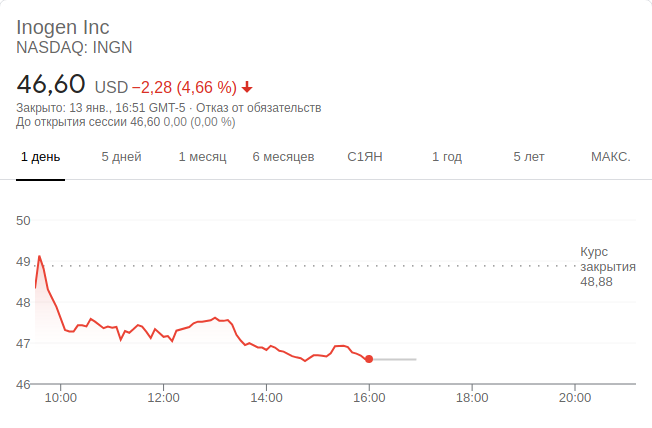 Inogen Inc
NASDAQ: INGN
46,60 USD −2,28 (4,66 %)
Закрыто: 13 янв., 16:51 GMT-5 · Отказ от обязательств
До открытия сессии 46,60 0,00 (0,00 %)
1 день 5 дней 1 месяц 6 месяцев С1ЯН 1 год 5 лет МАКС.
50
Курс
49 закрытия
48,88
48
47
46
10:00 12:00 14:00 16:00 18:00 20:00